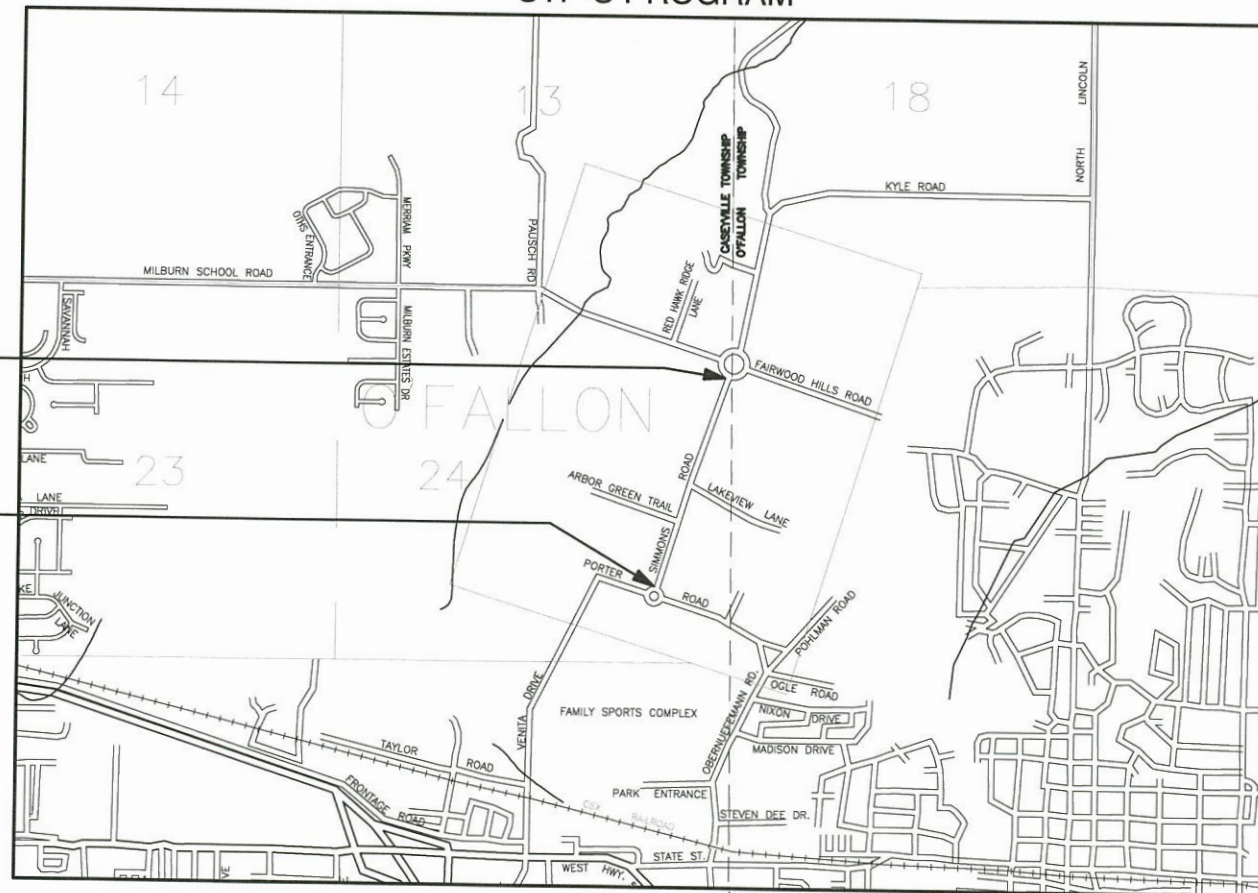 14
13
18
LINCOLN
NORTH
CASEYVILLE TOWNSHIP
O'FALLON TOWNSHIP
KYLE ROAD
OTHS ENTRANCE
MERRIAM PKWY
PAUSCH RD
MILBURN SCHOOL ROAD
RED HAWK RIDGE
LANE
SAVANNAH
MILBURN ESTATES DR
FAIRWOOD HILLS ROAD
O'FALLON
LANE
23
24
ARBOR GREEN TRAIL
ROAD
LAKEVIEW LANE
LANE
DRIVE
SIMMONS
PORTER
ROAD
POHLMAN ROAD
JUNCTION
LANE
OGLE ROAD
VENITA DRIVE
FAMILY SPORTS COMPLEX
OBERNUEFEMANN RD.
NIXON DRIVE
MADISON DRIVE
TAYLOR ROAD
FRONTAGE ROAD
PARK ENTRANCE
CSX
RAILROAD
STEVEN DEE DR.
STATE ST.
WEST HWY.